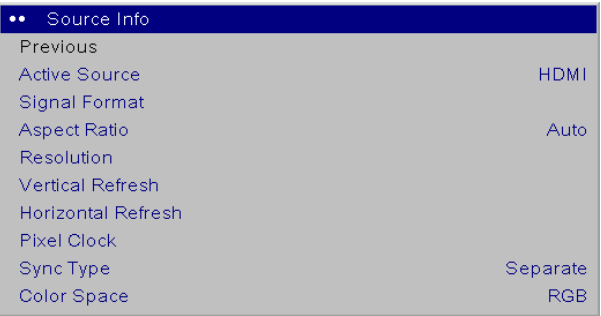 •• Source Info
Previous
Active Source HDMI
Signal Format
Aspect Ratio Auto
Resolution
Vertical Refresh
Horizontal Refresh
Pixel Clock
Sync Type Separate
Color Space RGB